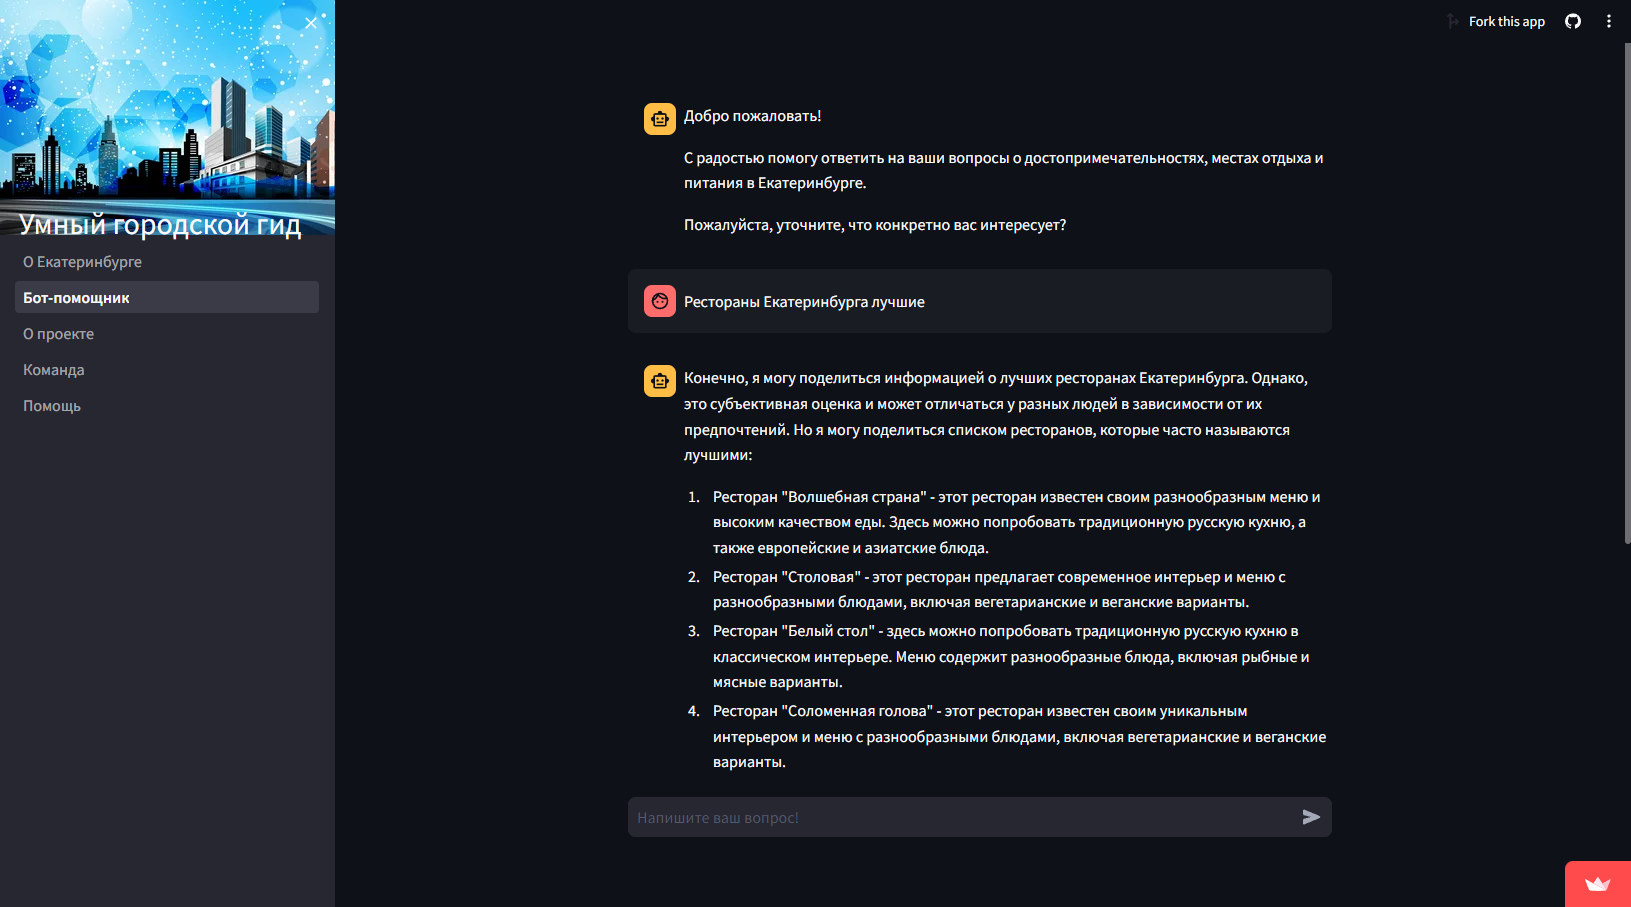 Fork this app
Умный городской гид
О Екатеринбурге
Бот-помощник
О проекте
Команда
Помощь
Добро пожаловать!
С радостью помогу ответить на ваши вопросы о достопримечательностях, местах отдыха и
питания в Екатеринбурге.
Пожалуйста, уточните, что конкретно вас интересует?
Рестораны Екатеринбурга лучшие
Конечно, я могу поделиться информацией о лучших ресторанах Екатеринбурга. Однако,
это субъективная оценка и может отличаться у разных людей в зависимости от их
предпочтений. Но я могу поделиться списком ресторанов, которые часто называются
лучшими:
1. Ресторан "Волшебная страна" - этот ресторан известен своим разнообразным меню и
высоким качеством еды. Здесь можно попробовать традиционную русскую кухню, а
также европейские и азиатские блюда.
2. Ресторан "Столовая" - этот ресторан предлагает современное интерьер и меню с
разнообразными блюдами, включая вегетарианские и веганские варианты.
3. Ресторан "Белый стол" - здесь можно попробовать традиционную русскую кухню в
классическом интерьере. Меню содержит разнообразные блюда, включая рыбные и
мясные варианты.
4. Ресторан "Соломенная голова" - этот ресторан известен своим уникальным
интерьером и меню с разнообразными блюдами, включая вегетарианские и веганские
варианты.
Напишите ваш вопрос!